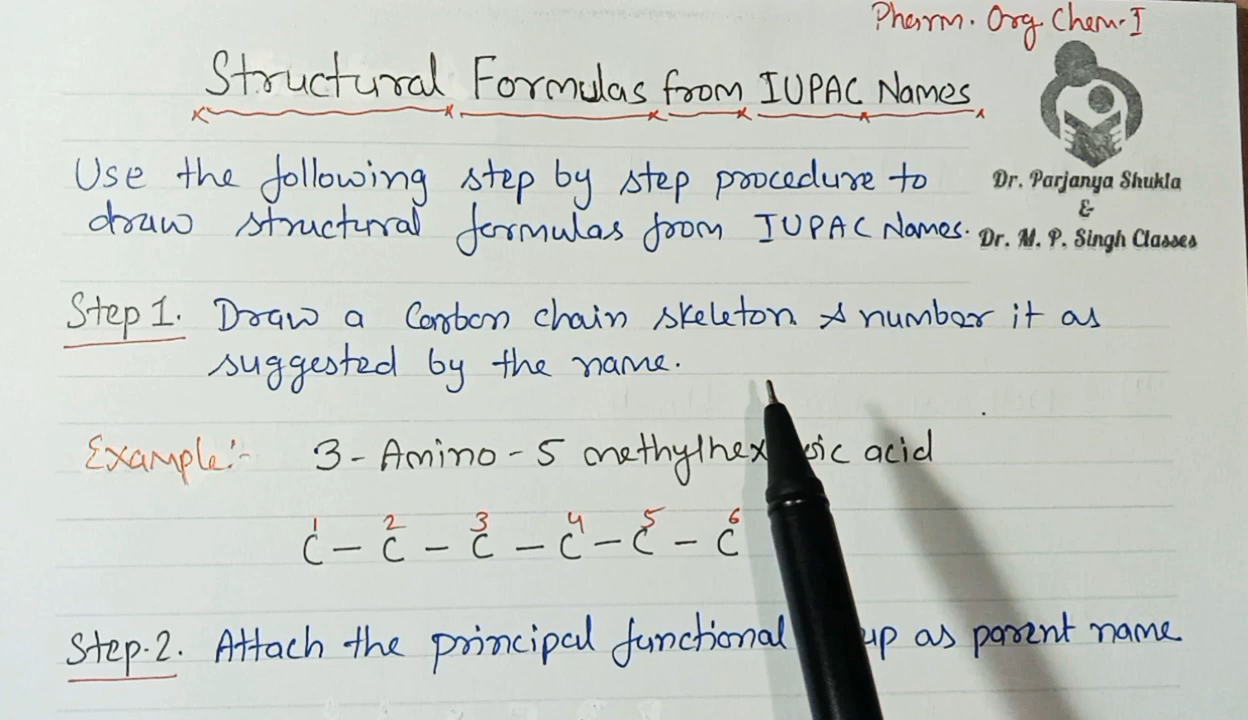 Pharm. Org. Chem-I
Structural Formulas from IUPAC Names
Use the following step by step procedure to
draw structural formulas from IUPAC Names.
Dr. Parjanya Shukla
&
Dr. M. P. Singh Classes
Step 1. Draw a Carbon chain skeleton & number it as
suggested by the name.
Example:- 3-Amino-5 methylhex oic acid
1 2 3 4 5 6
C - C - C - C - C - C
Step.2. Attach the principal functional up as parent name